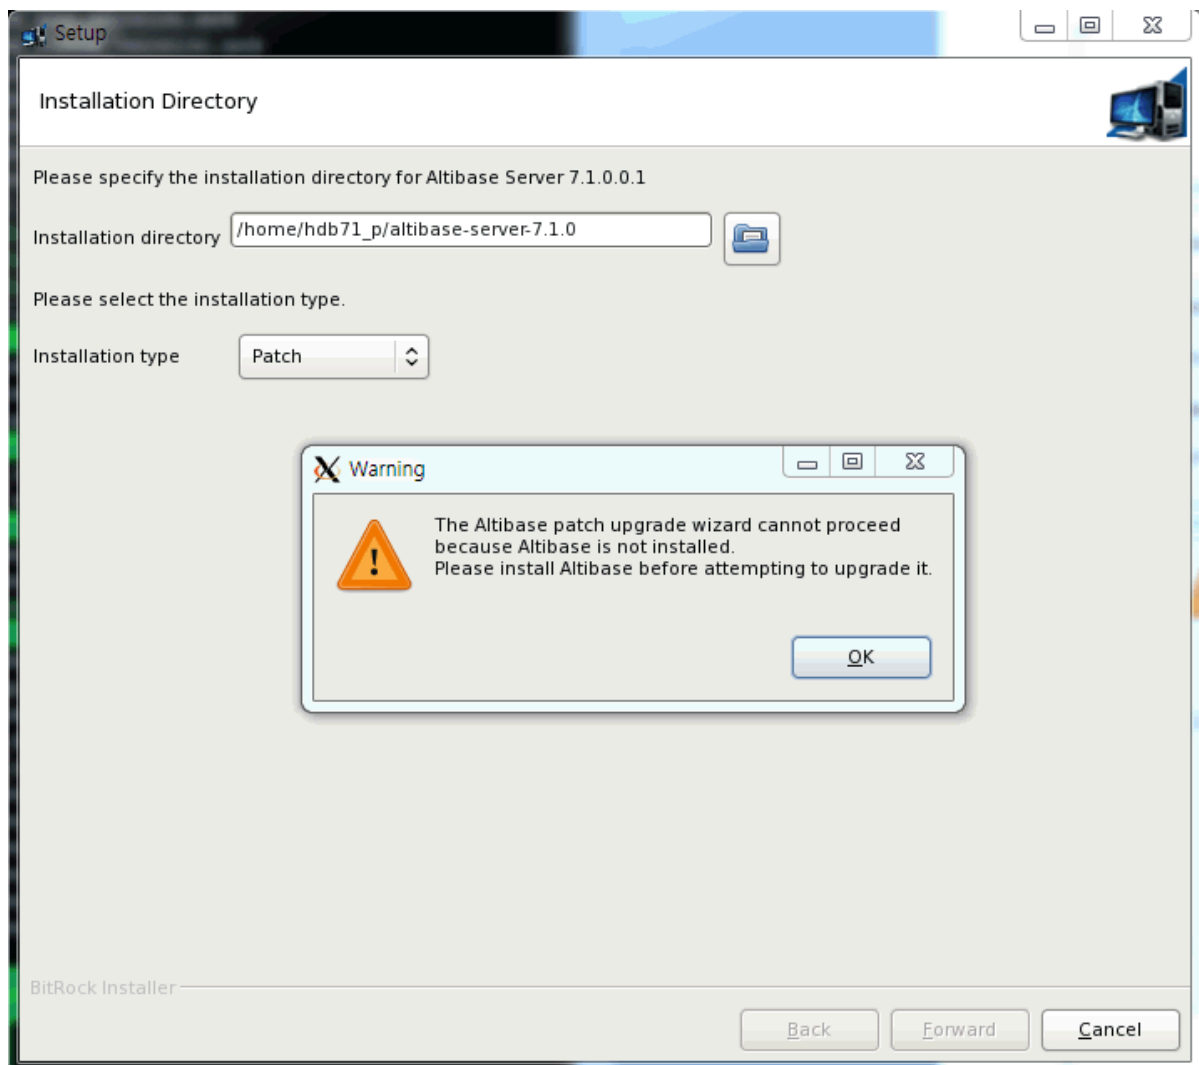 Setup
Installation Directory
Please specify the installation directory for Altibase Server 7.1.0.0.1
Installation directory /home/hdb71_p/altibase-server-7.1.0
Please select the installation type.
Installation type Patch
Warning
The Altibase patch upgrade wizard cannot proceed
because Altibase is not installed.
Please install Altibase before attempting to upgrade it.
OK
BitRock Installer
Back Forward Cancel